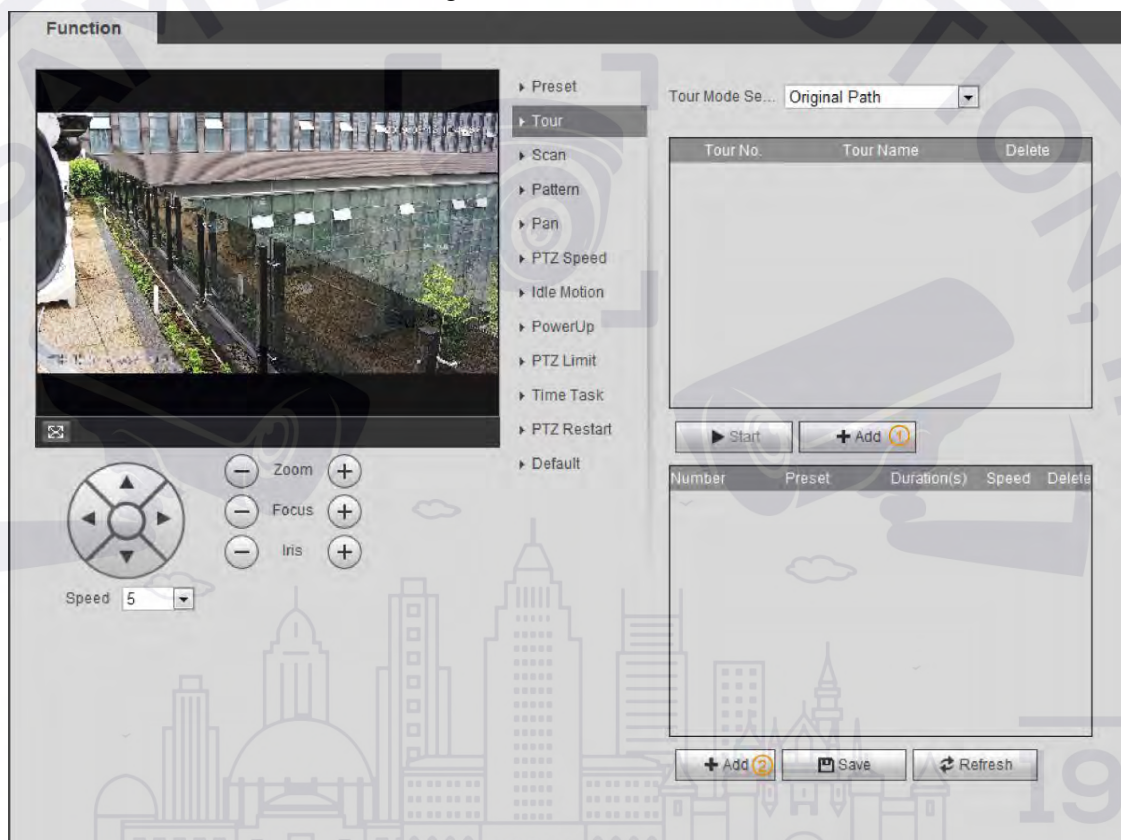 Function
Preset
Tour
Scan
Pattern
Pan
PTZ Speed
Idle Motion
PowerUp
PTZ Limit
Time Task
PTZ Restart
Default
Tour Mode Se... Original Path
Tour No. Tour Name Delete
Start + Add 1
Number Preset Duration(s) Speed Delete
+ Add 2 Save Refresh
− Zoom +
− Focus +
− Iris +
Speed 5
19